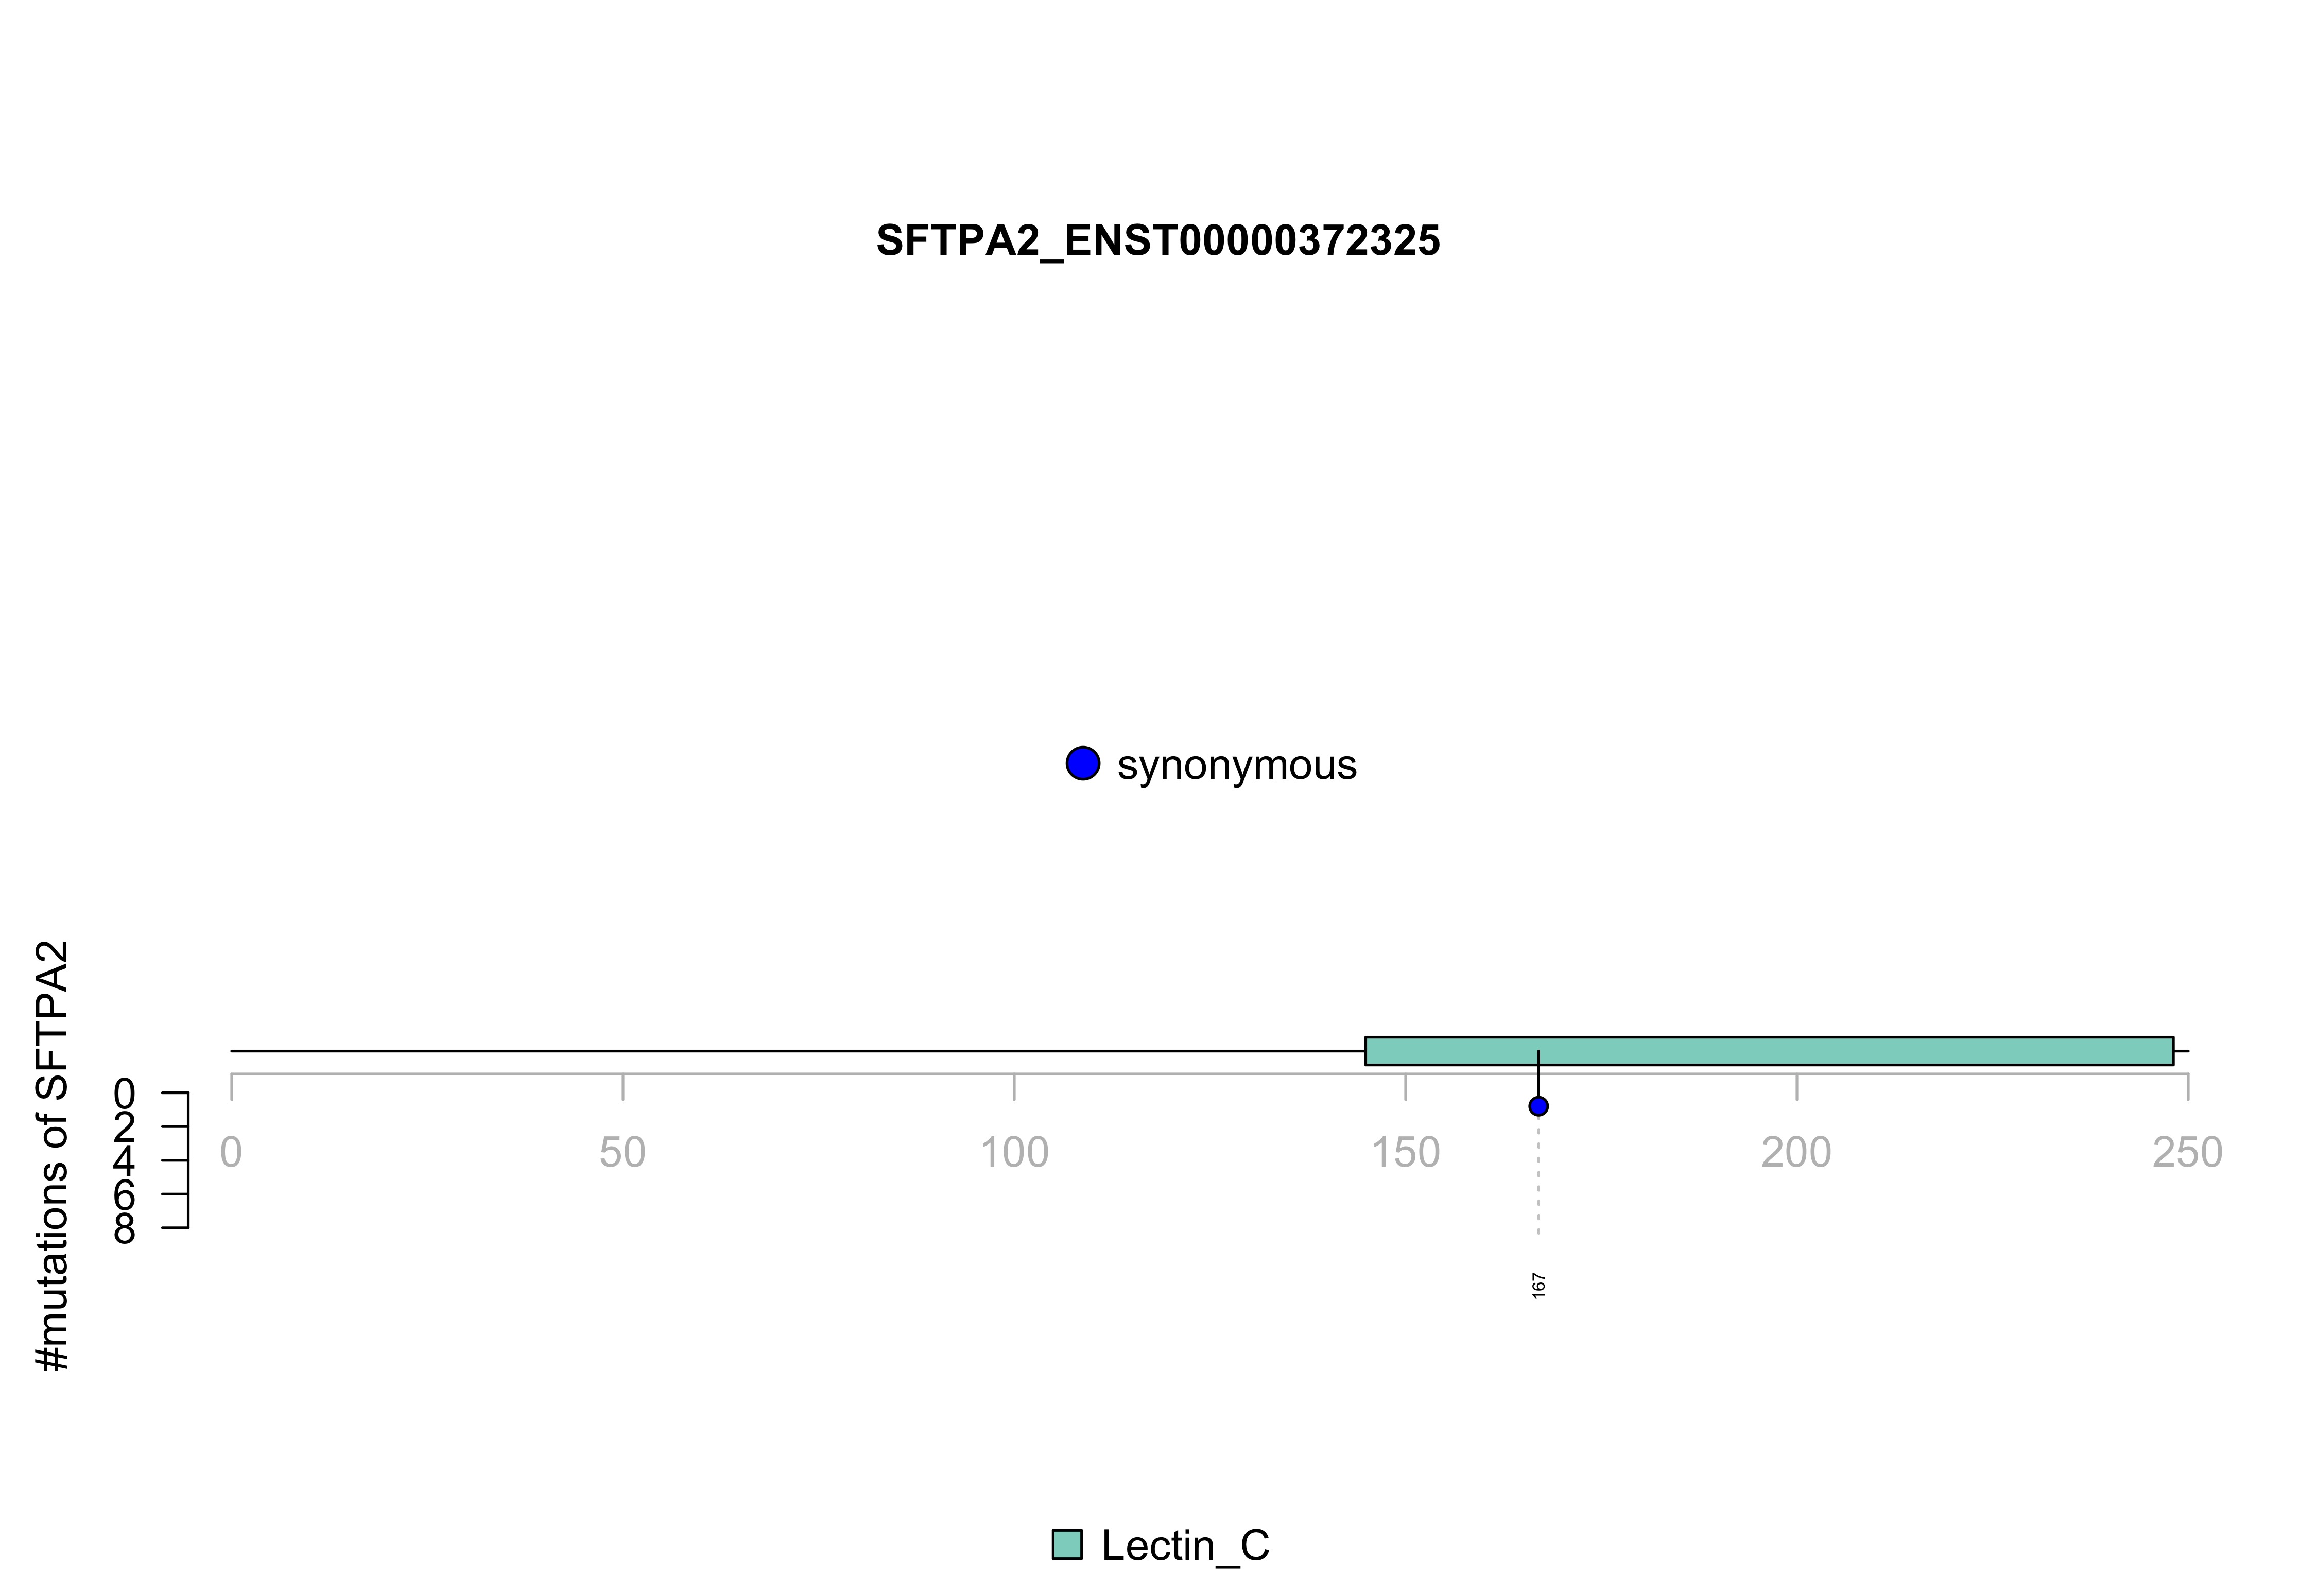 SFTPA2_ENST00000372325
synonymous
#mutations of SFTPA2
0
2
4
6
8
0 50 100 150 200 250
167
Lectin_C